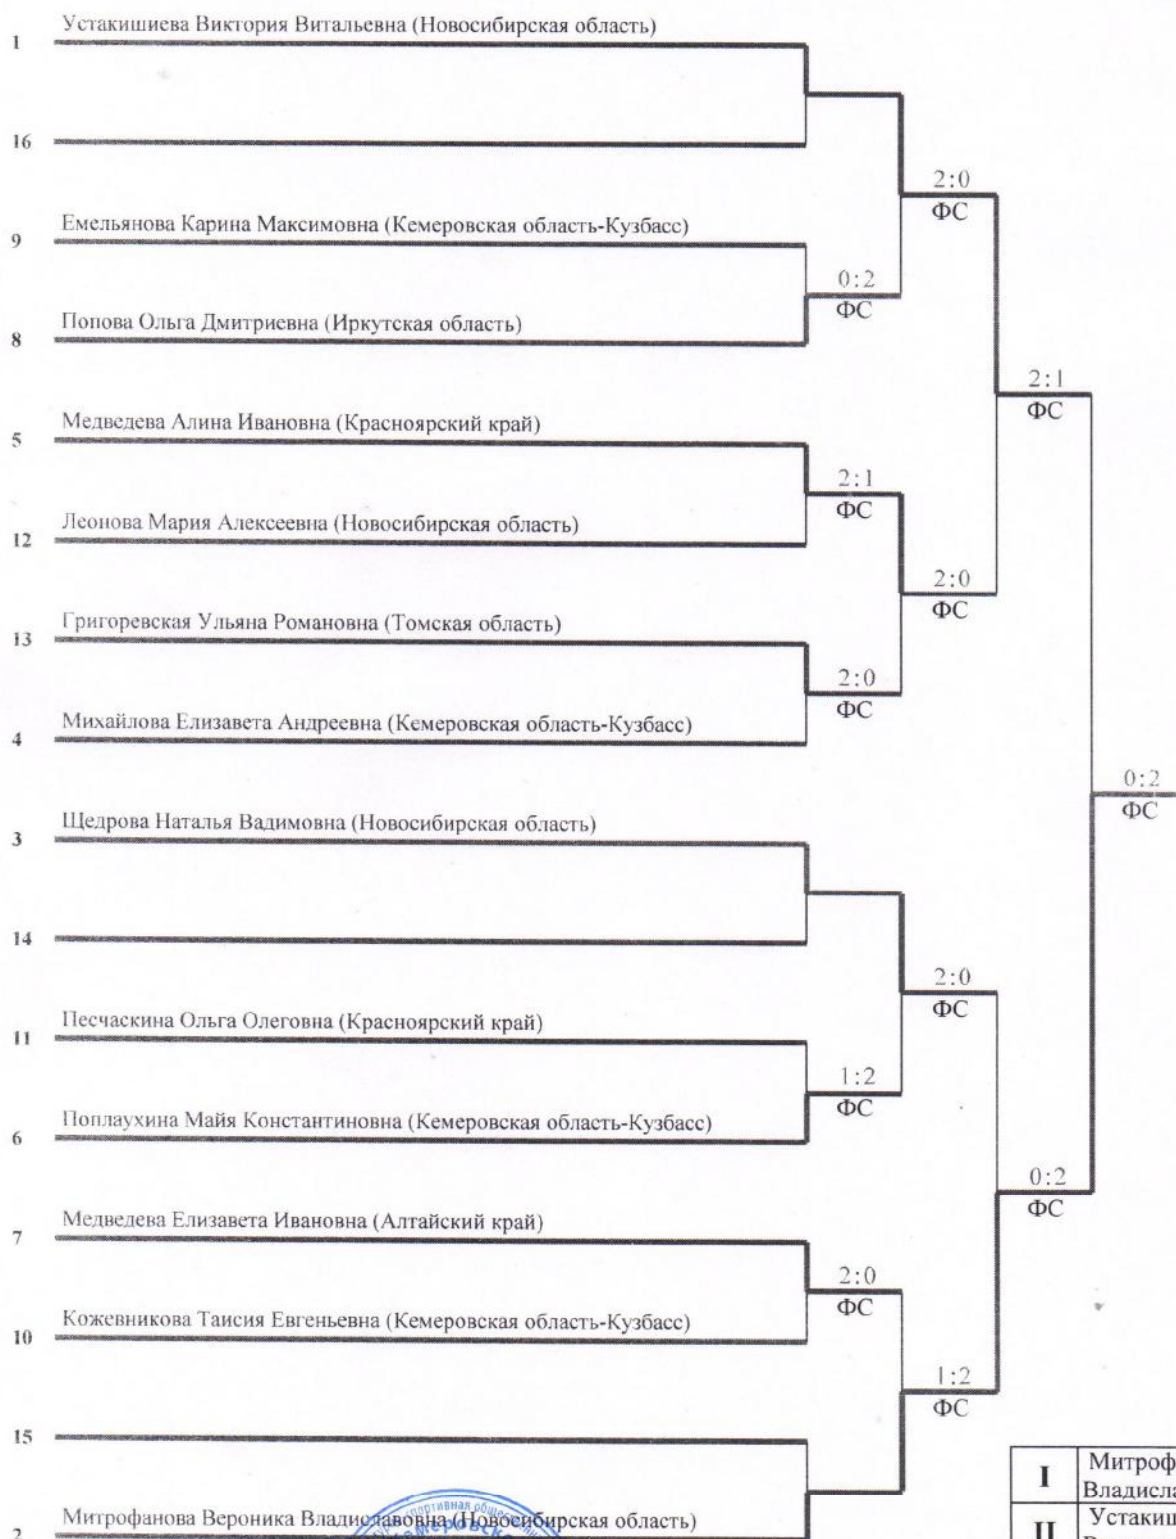 1 Устакишиева Виктория Витальевна (Новосибирская область)
16
2:0
ФС
9 Емельянова Карина Максимовна (Кемеровская область-Кузбасс)
0:2
ФС
8 Попова Ольга Дмитриевна (Иркутская область)
2:1
ФС
5 Медведева Алина Ивановна (Красноярский край)
2:1
ФС
12 Леонова Мария Алексеевна (Новосибирская область)
2:0
ФС
13 Григоревская Ульяна Романовна (Томская область)
2:0
ФС
4 Михайлова Елизавета Андреевна (Кемеровская область-Кузбасс)
0:2
ФС
3 Щедрова Наталья Вадимовна (Новосибирская область)
14
2:0
ФС
11 Песчаскина Ольга Олеговна (Красноярский край)
1:2
ФС
6 Поплаухина Майя Константиновна (Кемеровская область-Кузбасс)
0:2
ФС
7 Медведева Елизавета Ивановна (Алтайский край)
2:0
ФС
10 Кожевникова Таисия Евгеньевна (Кемеровская область-Кузбасс)
1:2
ФС
15
2 Митрофанова Вероника Владиславовна (Новосибирская область)
I Митроф
Владисла
II Устаки